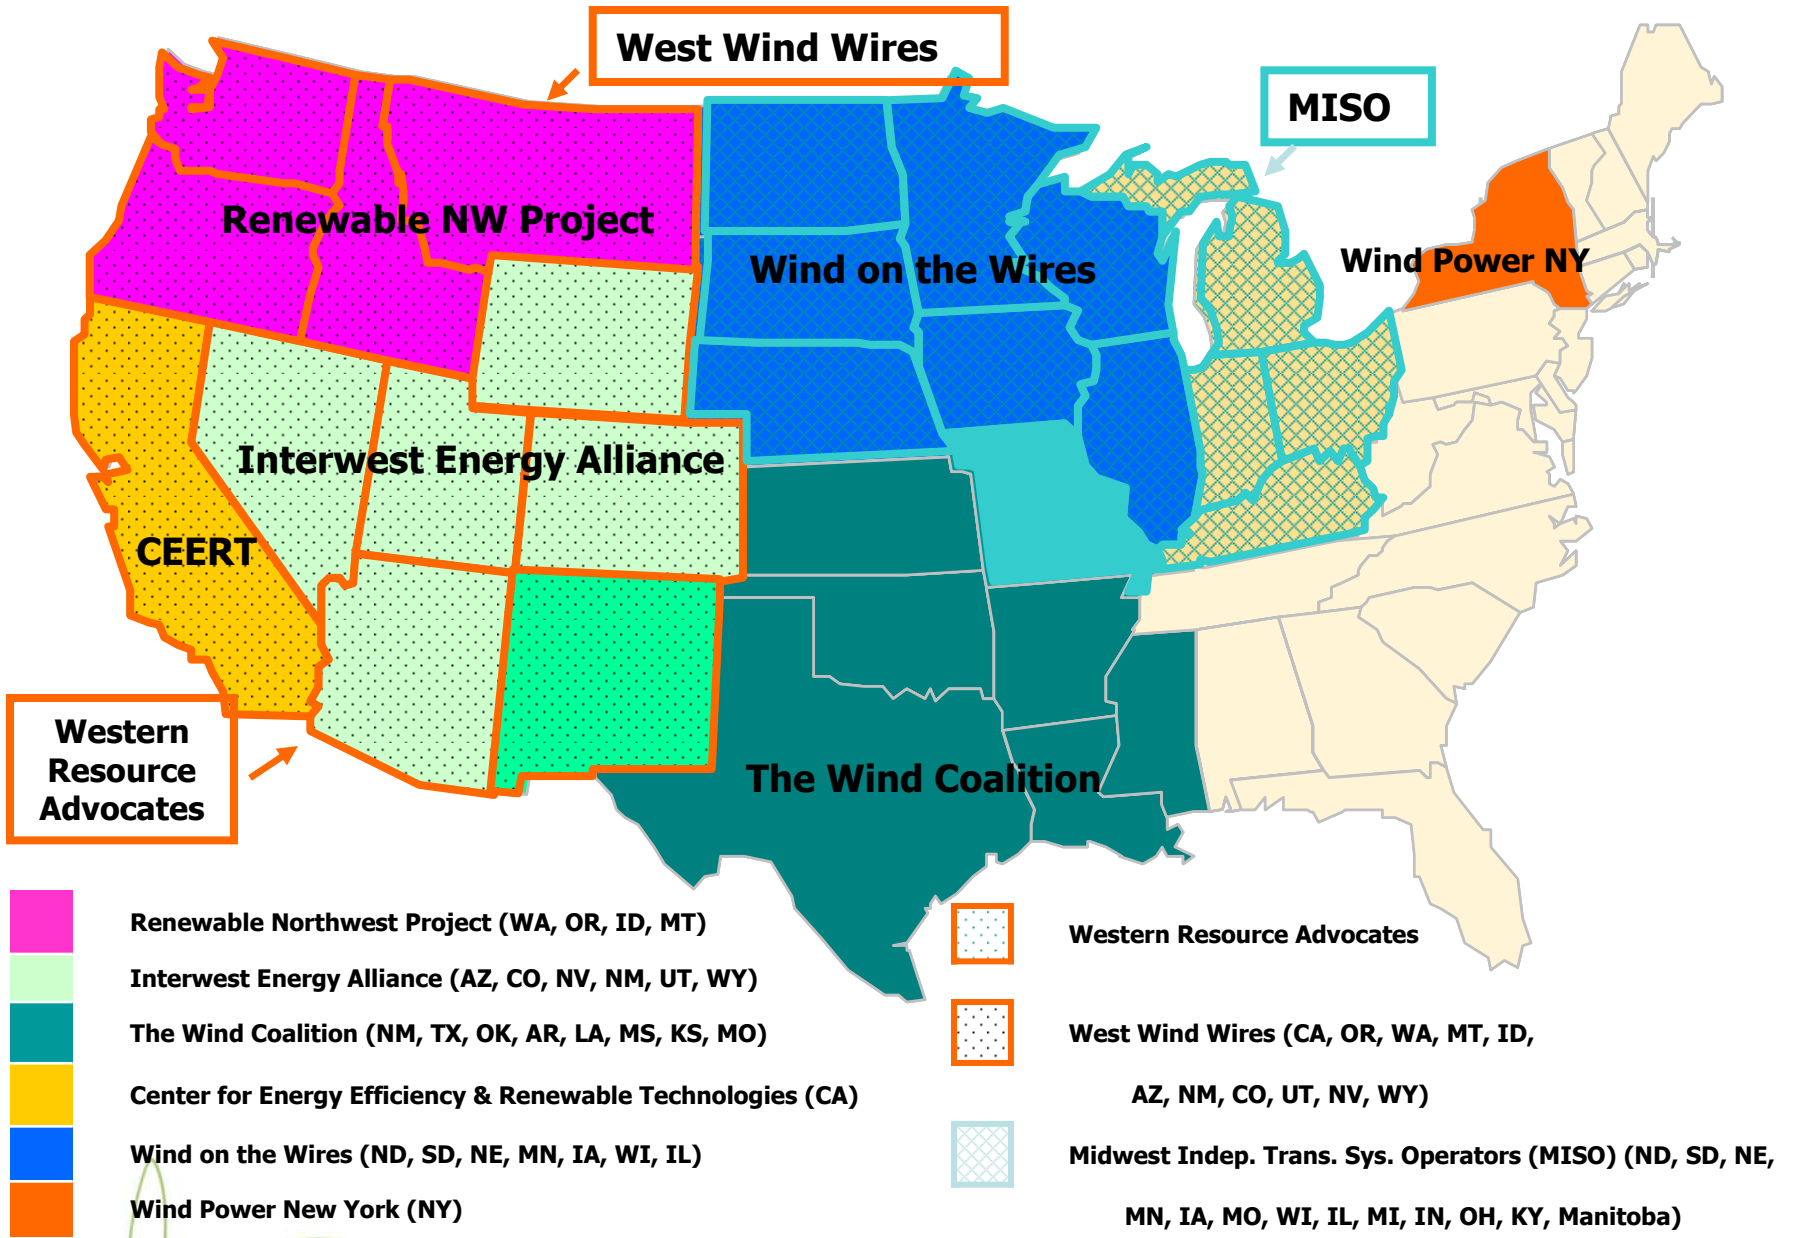 West Wind Wires
MISO
Renewable NW Project
Wind on the Wires
Wind Power NY
Interwest Energy Alliance
CEERT
Western
Resource
Advocates
The Wind Coalition
Renewable Northwest Project (WA, OR, ID, MT)
Interwest Energy Alliance (AZ, CO, NV, NM, UT, WY)
The Wind Coalition (NM, TX, OK, AR, LA, MS, KS, MO)
Center for Energy Efficiency & Renewable Technologies (CA)
Wind on the Wires (ND, SD, NE, MN, IA, WI, IL)
Wind Power New York (NY)
Western Resource Advocates
West Wind Wires (CA, OR, WA, MT, ID,
AZ, NM, CO, UT, NV, WY)
Midwest Indep. Trans. Sys. Operators (MISO) (ND, SD, NE,
MN, IA, MO, WI, IL, MI, IN, OH, KY, Manitoba)